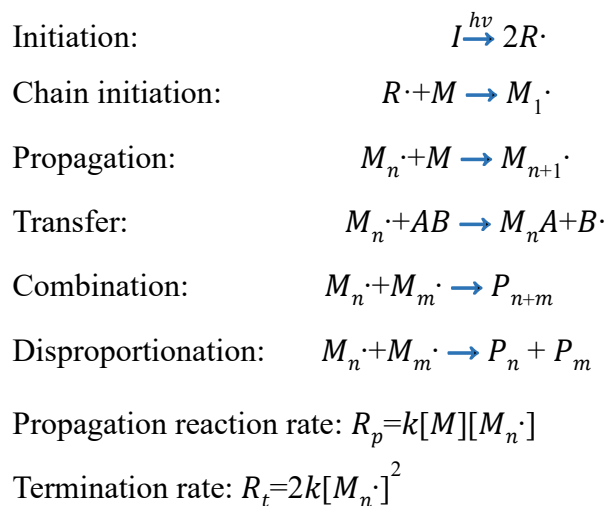 Initiation: I hv→ 2R·
Chain initiation: R·+M → M₁·
Propagation: Mₙ·+M → Mₙ₊₁·
Transfer: Mₙ·+AB → MₙA+B·
Combination: Mₙ·+Mₘ· → Pₙ₊ₘ
Disproportionation: Mₙ·+Mₘ· → Pₙ + Pₘ
Propagation reaction rate: Rₚ=k[M][Mₙ·]
Termination rate: Rₜ=2k[Mₙ·]²